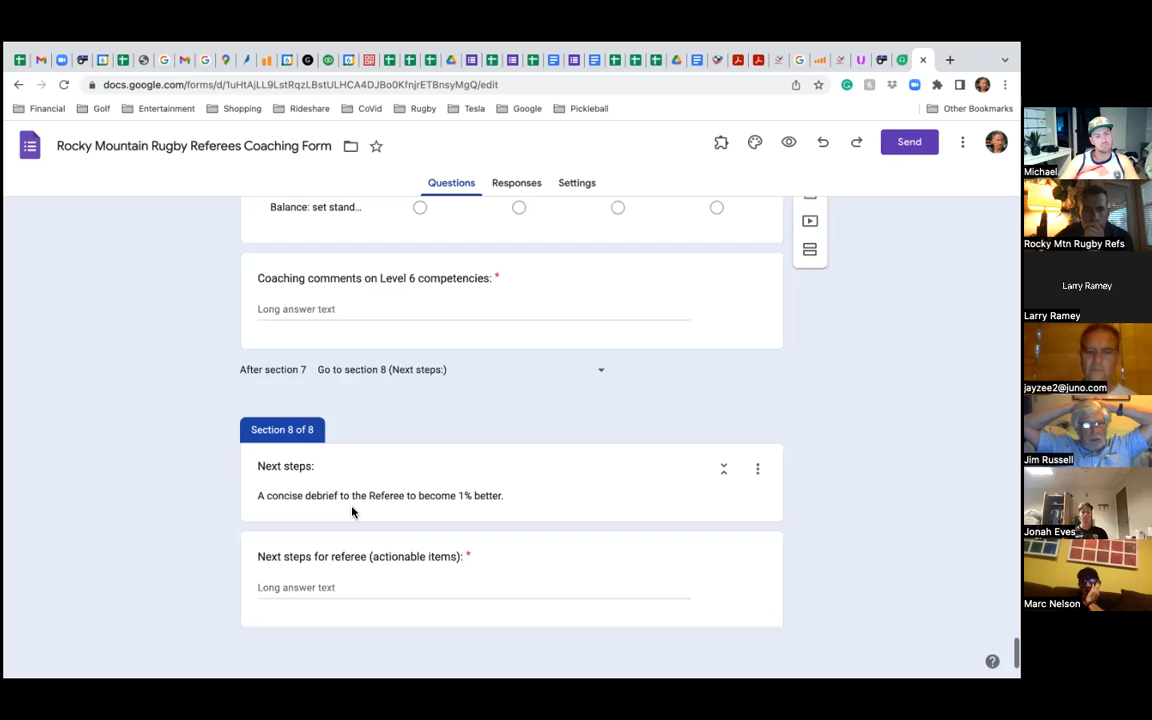 docs.google.com/forms/d/1uHtAjLL9LstRqzLBstULHCA4DJBo0KfnjrETBnsyMgQ/edit
Financial Golf Entertainment Shopping Rideshare CoVid Rugby Tesla Google Pickleball Other Bookmarks
Rocky Mountain Rugby Referees Coaching Form
Send
Questions Responses Settings
Balance: set stand...
Coaching comments on Level 6 competencies: *
Long answer text
After section 7 Go to section 8 (Next steps:)
Section 8 of 8
Next steps:
A concise debrief to the Referee to become 1% better.
Next steps for referee (actionable items): *
Long answer text
Michael
Rocky Mtn Rugby Refs
Larry Ramey
Larry Ramey
jayzee2@juno.com
Jim Russell
Jonah Eves
Marc Nelson